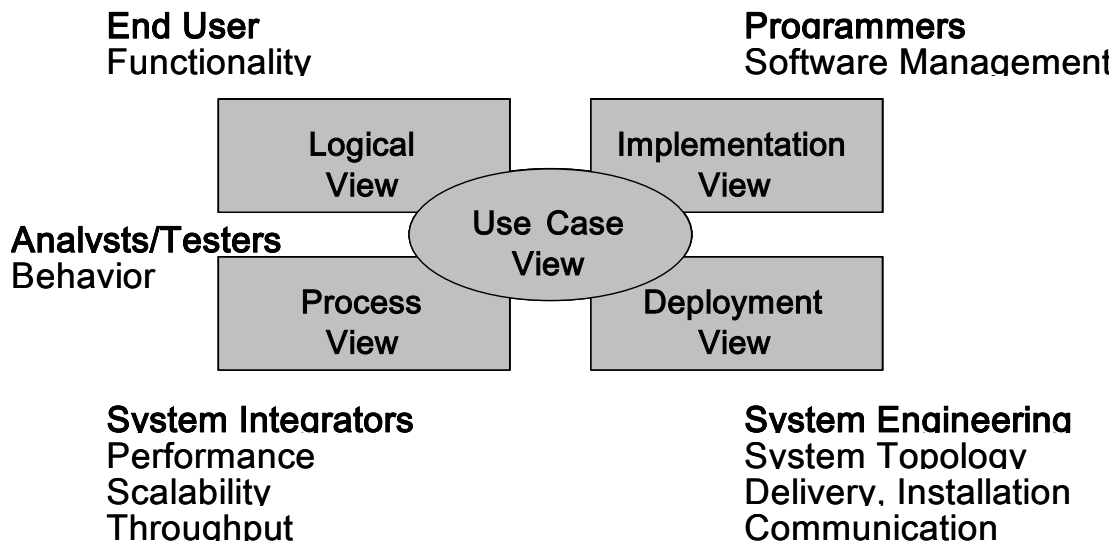 End User
Functionality
Programmers
Software Management
Logical
View
Implementation
View
Use Case
View
Analysts/Testers
Behavior
Process
View
Deployment
View
System Integrators
Performance
Scalability
Throughput
System Engineering
System Topology
Delivery, Installation
Communication